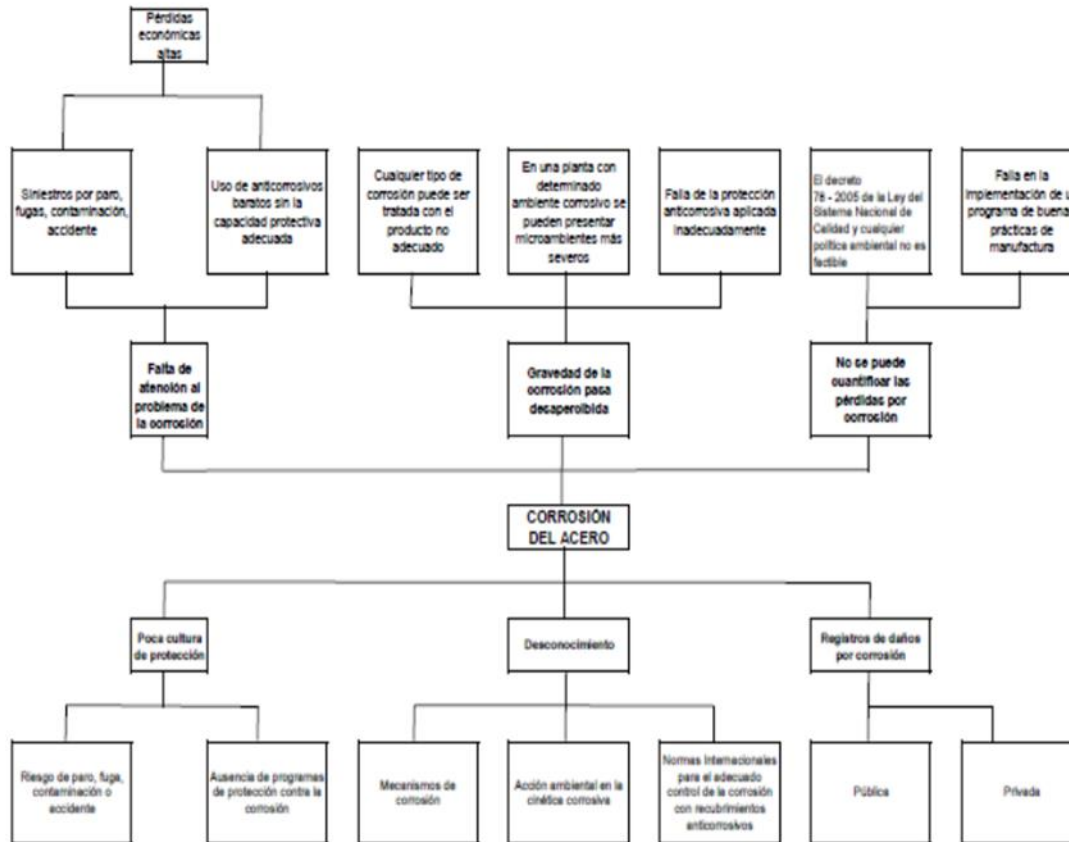 Pérdidas
económicas
altas
Siniestros por paro,
fugas, contaminación,
accidente
Uso de anticorrosivos
baratos sin la
capacidad protectiva
adecuada
Cualquier tipo de
corrosión puede ser
tratada con el
producto no
adecuado
En una planta con
determinado
ambiente corrosivo se
pueden presentar
microambientes más
severos
Falla de la protección
anticorrosiva aplicada
inadecuadamente
El decreto
78 - 2005 de la Ley del
Sistema Nacional de
Calidad y cualquier
política ambiental no es
factible
Falla en la
implementación de u
programa de buena
prácticas de
manufactura
Falta de
atención al
problema de
la corrosión
Gravedad de la
corrosión pasa
desapercibida
No se puede
cuantificar las
pérdidas por
corrosión
CORROSIÓN
DEL ACERO
Poca cultura
de protección
Desconocimiento
Registros de daños
por corrosión
Riesgo de paro, fuga,
contaminación o
accidente
Ausencia de programas
de protección contra la
corrosión
Mecanismos de
corrosión
Acción ambiental en la
cinética corrosiva
Normas Internacionales
para el adecuado
control de la corrosión
con recubrimientos
anticorrosivos
Pública
Privada